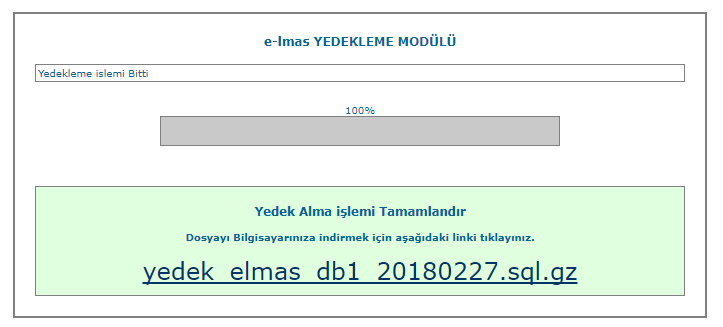 e-lmas YEDEKLEME MODÜLÜ
Yedekleme islemi Bitti
100%
Yedek Alma işlemi Tamamlandır
Dosyayı Bilgisayarınıza indirmek için aşağıdaki linki tıklayınız.
yedek_elmas_db1_20180227.sql.gz